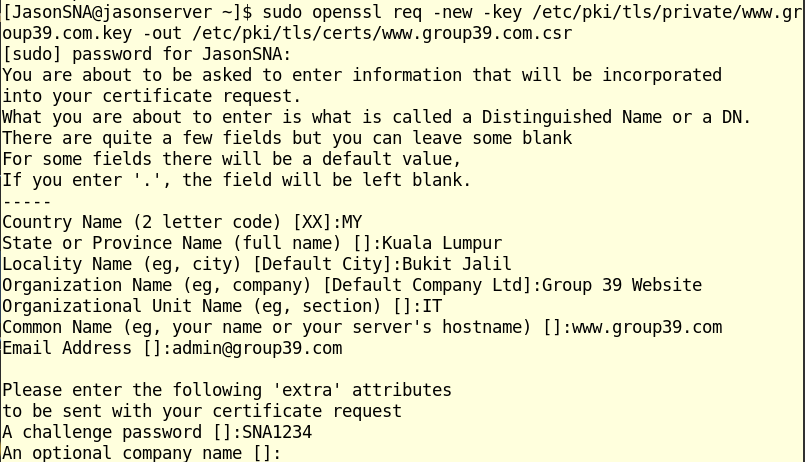 [JasonSNA@jasonserver ~]$ sudo openssl req -new -key /etc/pki/tls/private/www.gr
oup39.com.key -out /etc/pki/tls/certs/www.group39.com.csr
[sudo] password for JasonSNA:
You are about to be asked to enter information that will be incorporated
into your certificate request.
What you are about to enter is what is called a Distinguished Name or a DN.
There are quite a few fields but you can leave some blank
For some fields there will be a default value,
If you enter '.', the field will be left blank.
-----
Country Name (2 letter code) [XX]:MY
State or Province Name (full name) []:Kuala Lumpur
Locality Name (eg, city) [Default City]:Bukit Jalil
Organization Name (eg, company) [Default Company Ltd]:Group 39 Website
Organizational Unit Name (eg, section) []:IT
Common Name (eg, your name or your server's hostname) []:www.group39.com
Email Address []:admin@group39.com

Please enter the following 'extra' attributes
to be sent with your certificate request
A challenge password []:SNA1234
An optional company name []: